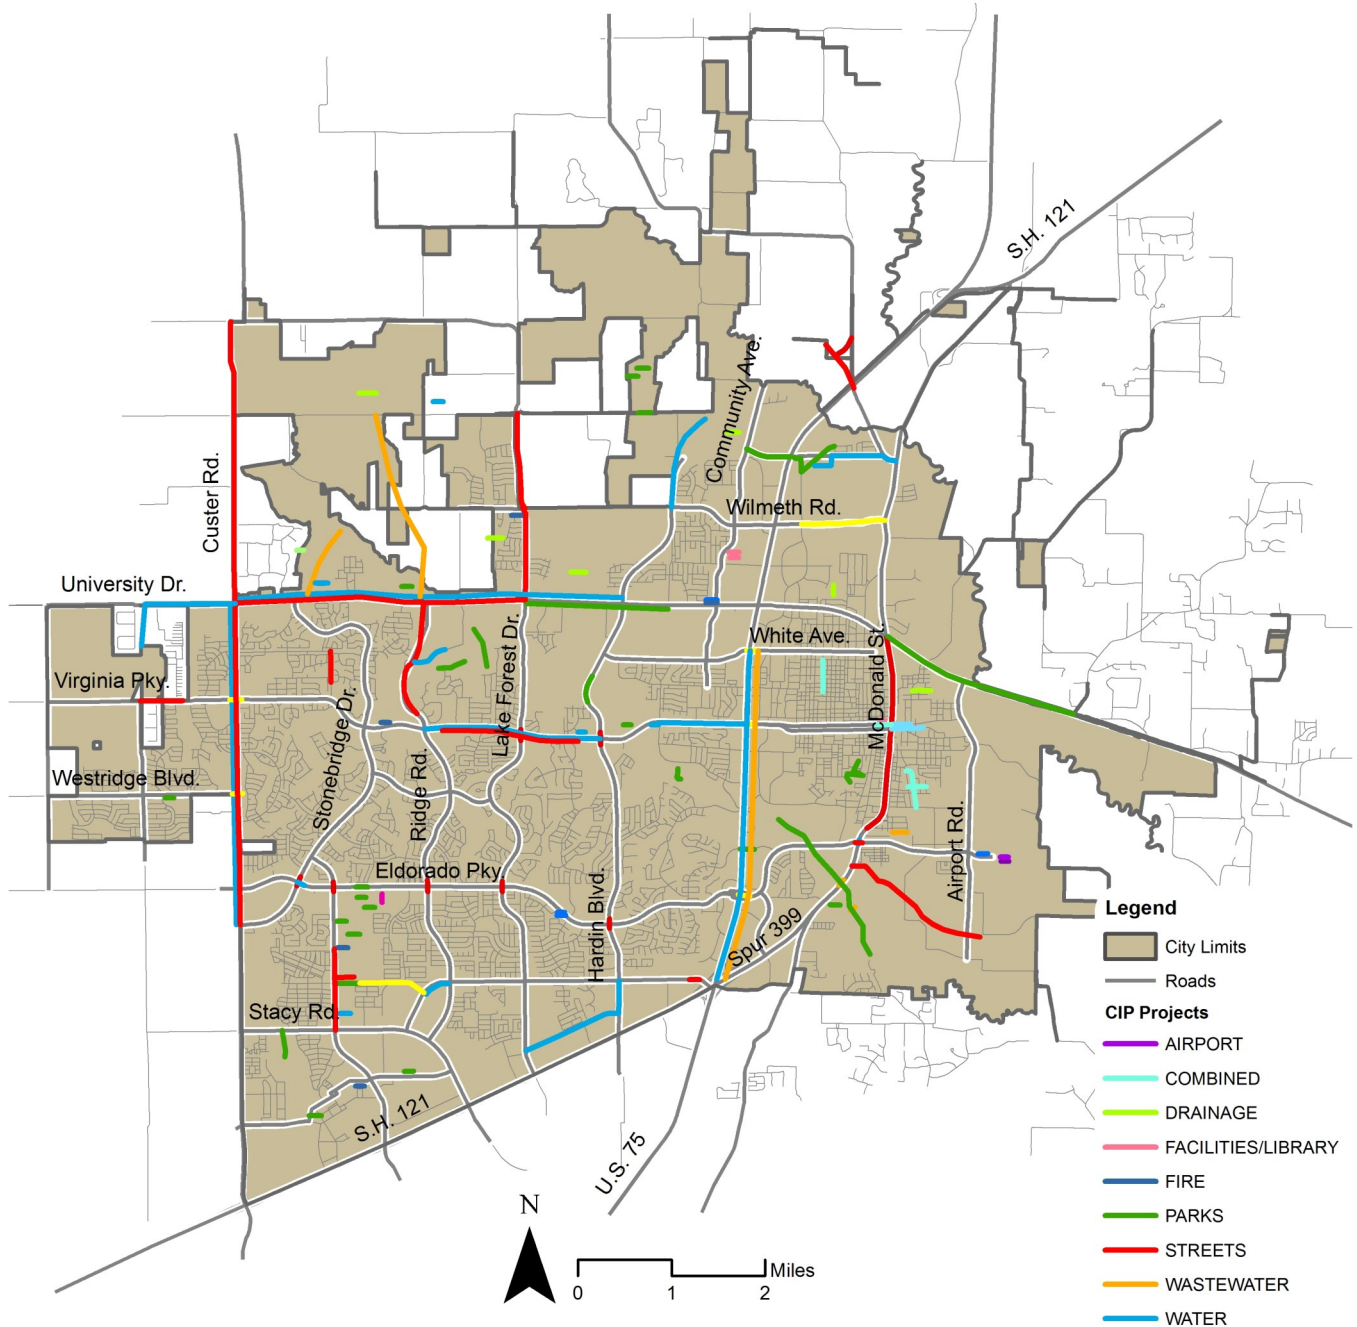 S.H. 121
Community Ave.
Custer Rd.
Wilmeth Rd.
University Dr.
White Ave.
McDonald St.
Lake Forest Dr.
Virginia Pky.
Stonebridge Dr.
Westridge Blvd.
Ridge Rd.
Airport Rd.
Eldorado Pky.
Hardin Blvd.
Spur 399
Stacy Rd.
S.H. 121
U.S. 75
Legend
City Limits
Roads
CIP Projects
AIRPORT
COMBINED
DRAINAGE
FACILITIES/LIBRARY
FIRE
PARKS
STREETS
WASTEWATER
WATER
N
Miles
0 1 2